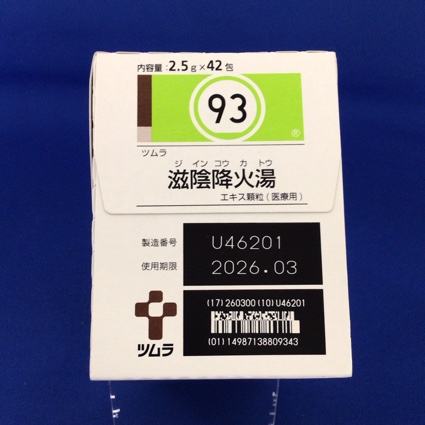 内容量：2.5g×42包
93
®
ツムラ
ジインコウカトウ
滋陰降火湯
エキス顆粒(医療用)
製造番号 U46201
使用期限 2026.03
(17)260300(10)U46201
(01)14987138809343
ツムラ